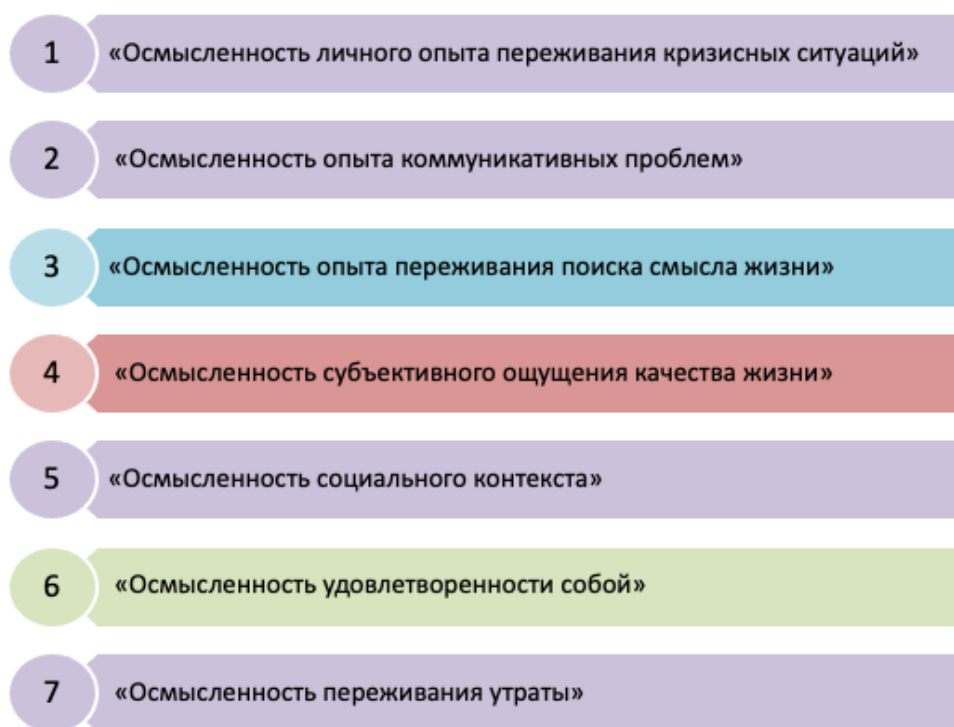 1 «Осмысленность личного опыта переживания кризисных ситуаций»
2 «Осмысленность опыта коммуникативных проблем»
3 «Осмысленность опыта переживания поиска смысла жизни»
4 «Осмысленность субъективного ощущения качества жизни»
5 «Осмысленность социального контекста»
6 «Осмысленность удовлетворенности собой»
7 «Осмысленность переживания утраты»